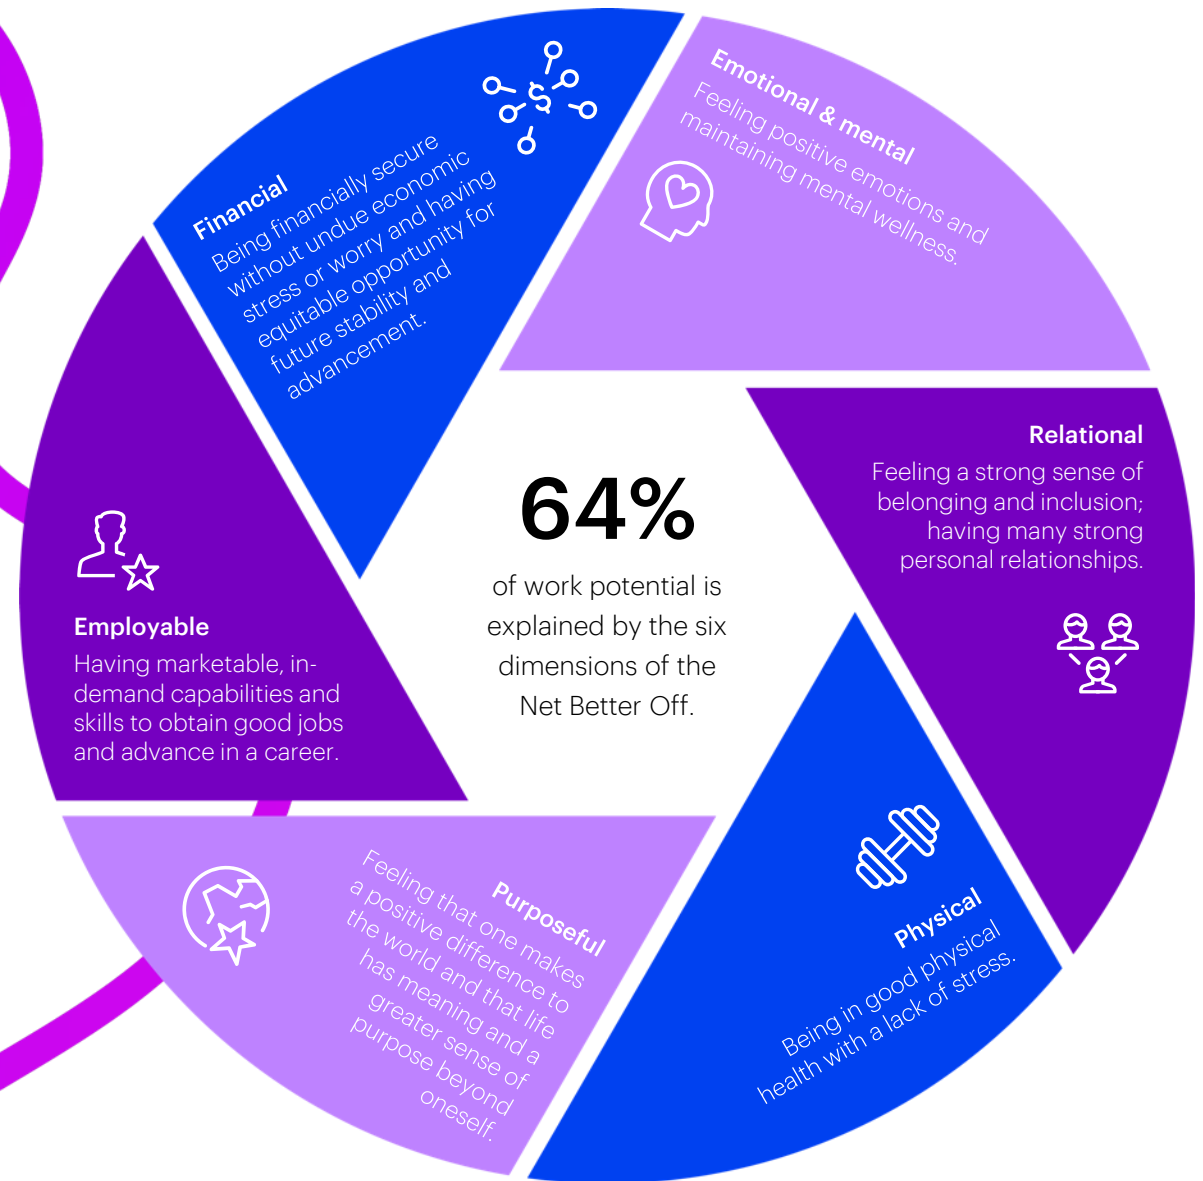 Financial
Being financially secure
without undue economic
stress or worry and having
equitable opportunity for
future stability and
advancement.
Emotional & mental
Feeling positive emotions and
maintaining mental wellness.
Relational
Feeling a strong sense of
belonging and inclusion;
having many strong
personal relationships.
64%
of work potential is
explained by the six
dimensions of the
Net Better Off.
Employable
Having marketable, in-
demand capabilities and
skills to obtain good jobs
and advance in a career.
Purposeful
Feeling that one makes
a positive difference to
the world and that life
has meaning and a
greater sense of
purpose beyond
oneself.
Physical
Being in good physical
health with a lack of stress.